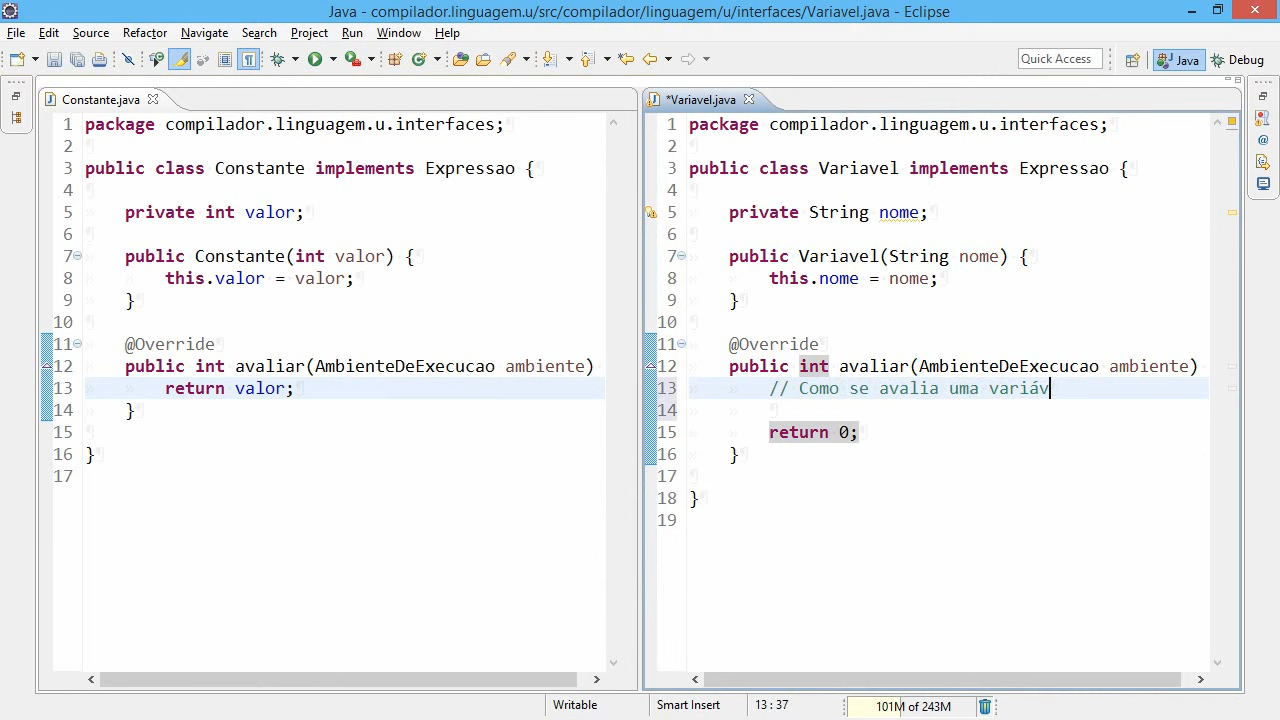 Java - compilador.linguagem.u/src/compilador/linguagem/u/interfaces/Variavel.java - Eclipse
File Edit Source Refactor Navigate Search Project Run Window Help
Quick Access Java Debug
Constante.java
1 package compilador.linguagem.u.interfaces;
2
3 public class Constante implements Expressao {
4
5 private int valor;
6
7 public Constante(int valor) {
8 this.valor = valor;
9 }
10
11 @Override
12 public int avaliar(AmbienteDeExecucao ambiente)
13 return valor;
14 }
15
16 }
17
*Variavel.java
1 package compilador.linguagem.u.interfaces;
2
3 public class Variavel implements Expressao {
4
5 private String nome;
6
7 public Variavel(String nome) {
8 this.nome = nome;
9 }
10
11 @Override
12 public int avaliar(AmbienteDeExecucao ambiente)
13 // Como se avalia uma variáv
14
15 return 0;
16 }
17
18 }
19
Writable Smart Insert 13 : 37 101M of 243M